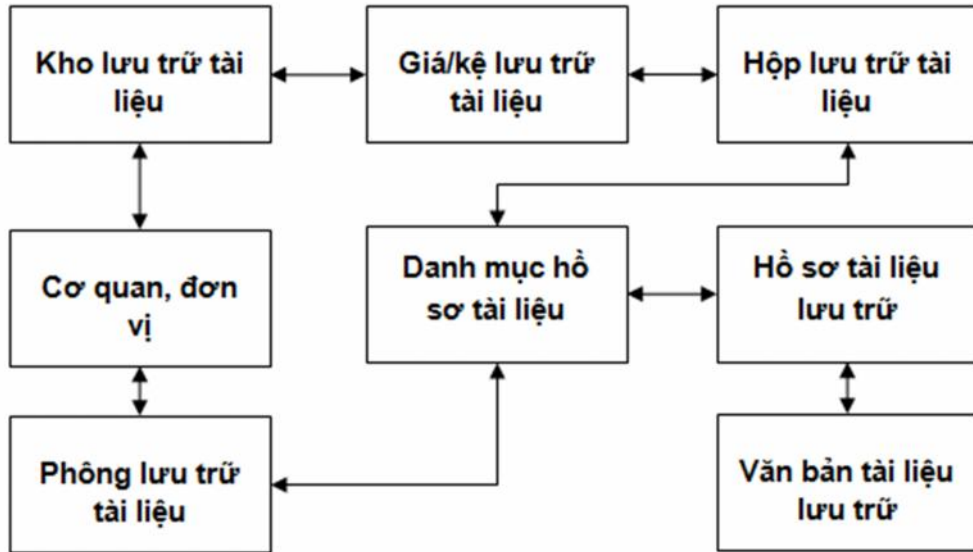 Kho lưu trữ tài
liệu
Giá/kệ lưu trữ
tài liệu
Hộp lưu trữ tài
liệu
Cơ quan, đơn
vị
Danh mục hồ
sơ tài liệu
Hồ sơ tài liệu
lưu trữ
Phông lưu trữ
tài liệu
Văn bản tài liệu
lưu trữ